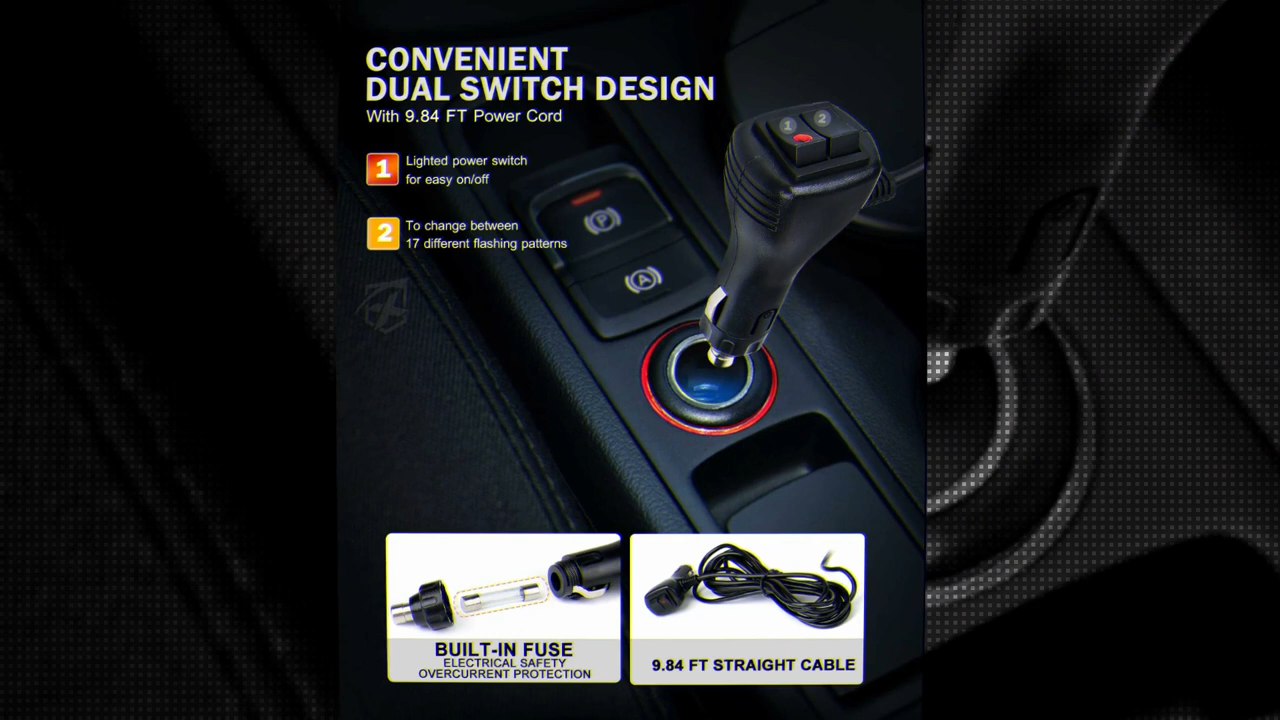 CONVENIENT
DUAL SWITCH DESIGN
With 9.84 FT Power Cord
1 Lighted power switch
for easy on/off
2 To change between
17 different flashing patterns
1 2
P
A
BUILT-IN FUSE
ELECTRICAL SAFETY
OVERCURRENT PROTECTION
9.84 FT STRAIGHT CABLE